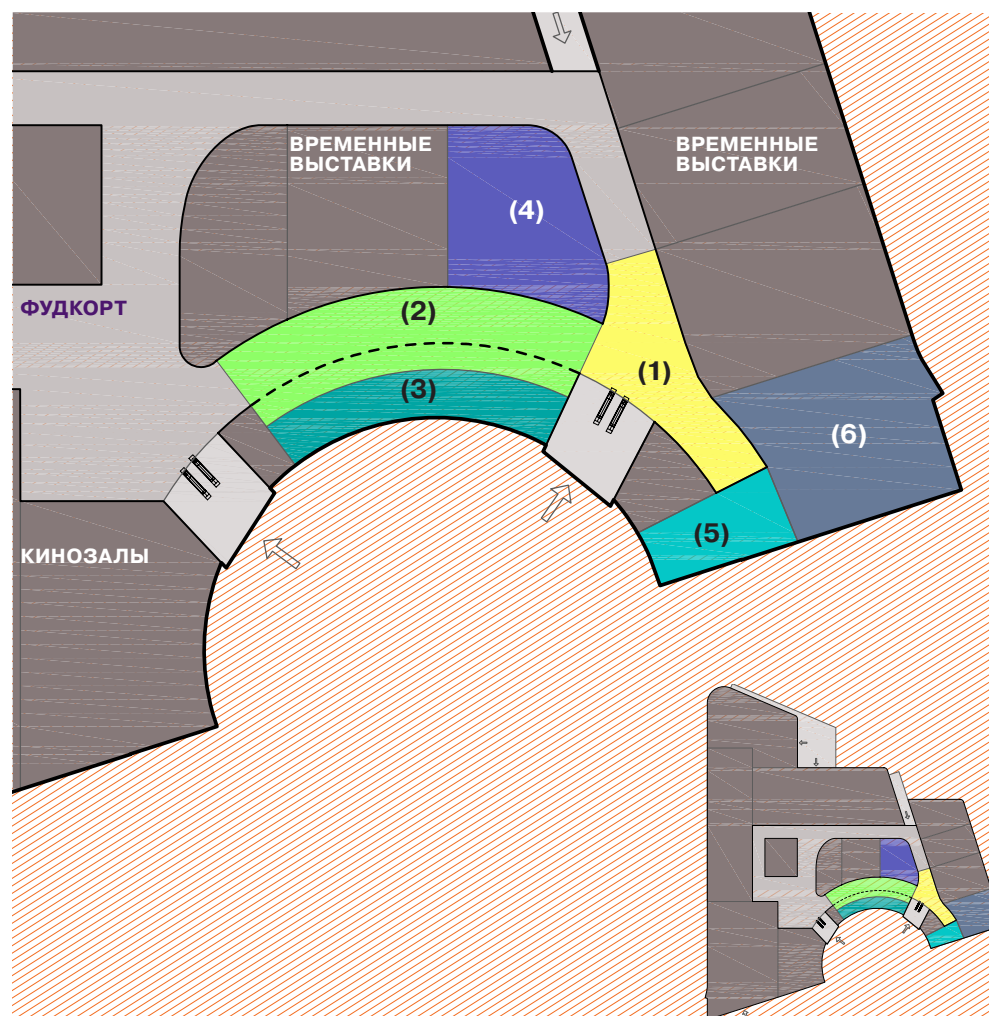 ВРЕМЕННЫЕ
ВЫСТАВКИ
ВРЕМЕННЫЕ
ВЫСТАВКИ
(4)
ФУДКОРТ
(2)
(1)
(3)
(6)
(5)
КИНОЗАЛЫ